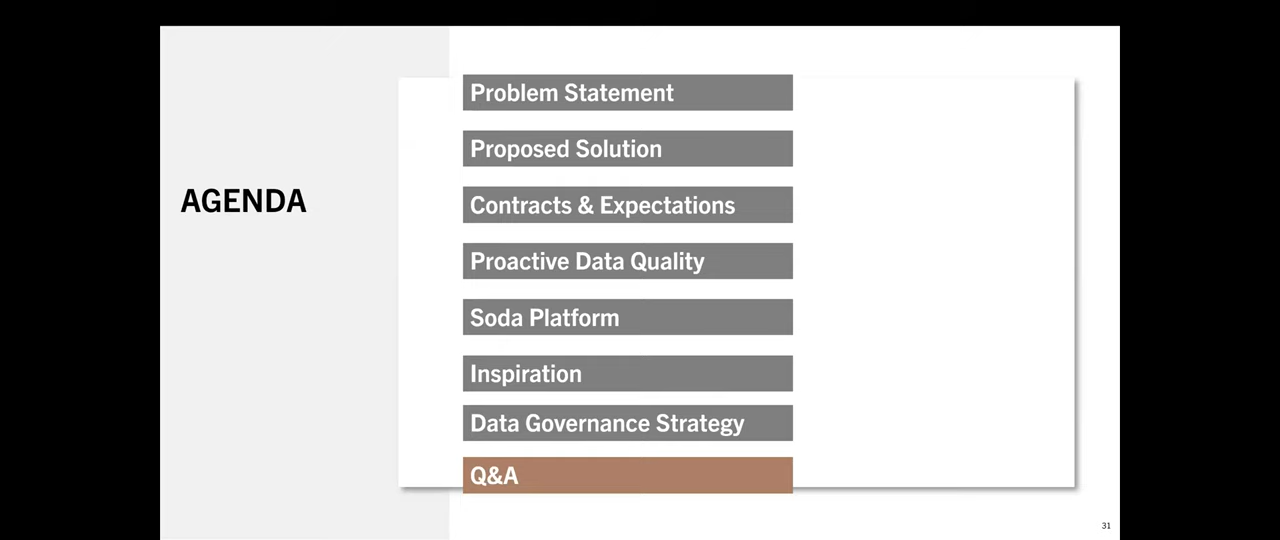 AGENDA
Problem Statement
Proposed Solution
Contracts & Expectations
Proactive Data Quality
Soda Platform
Inspiration
Data Governance Strategy
Q&A
31